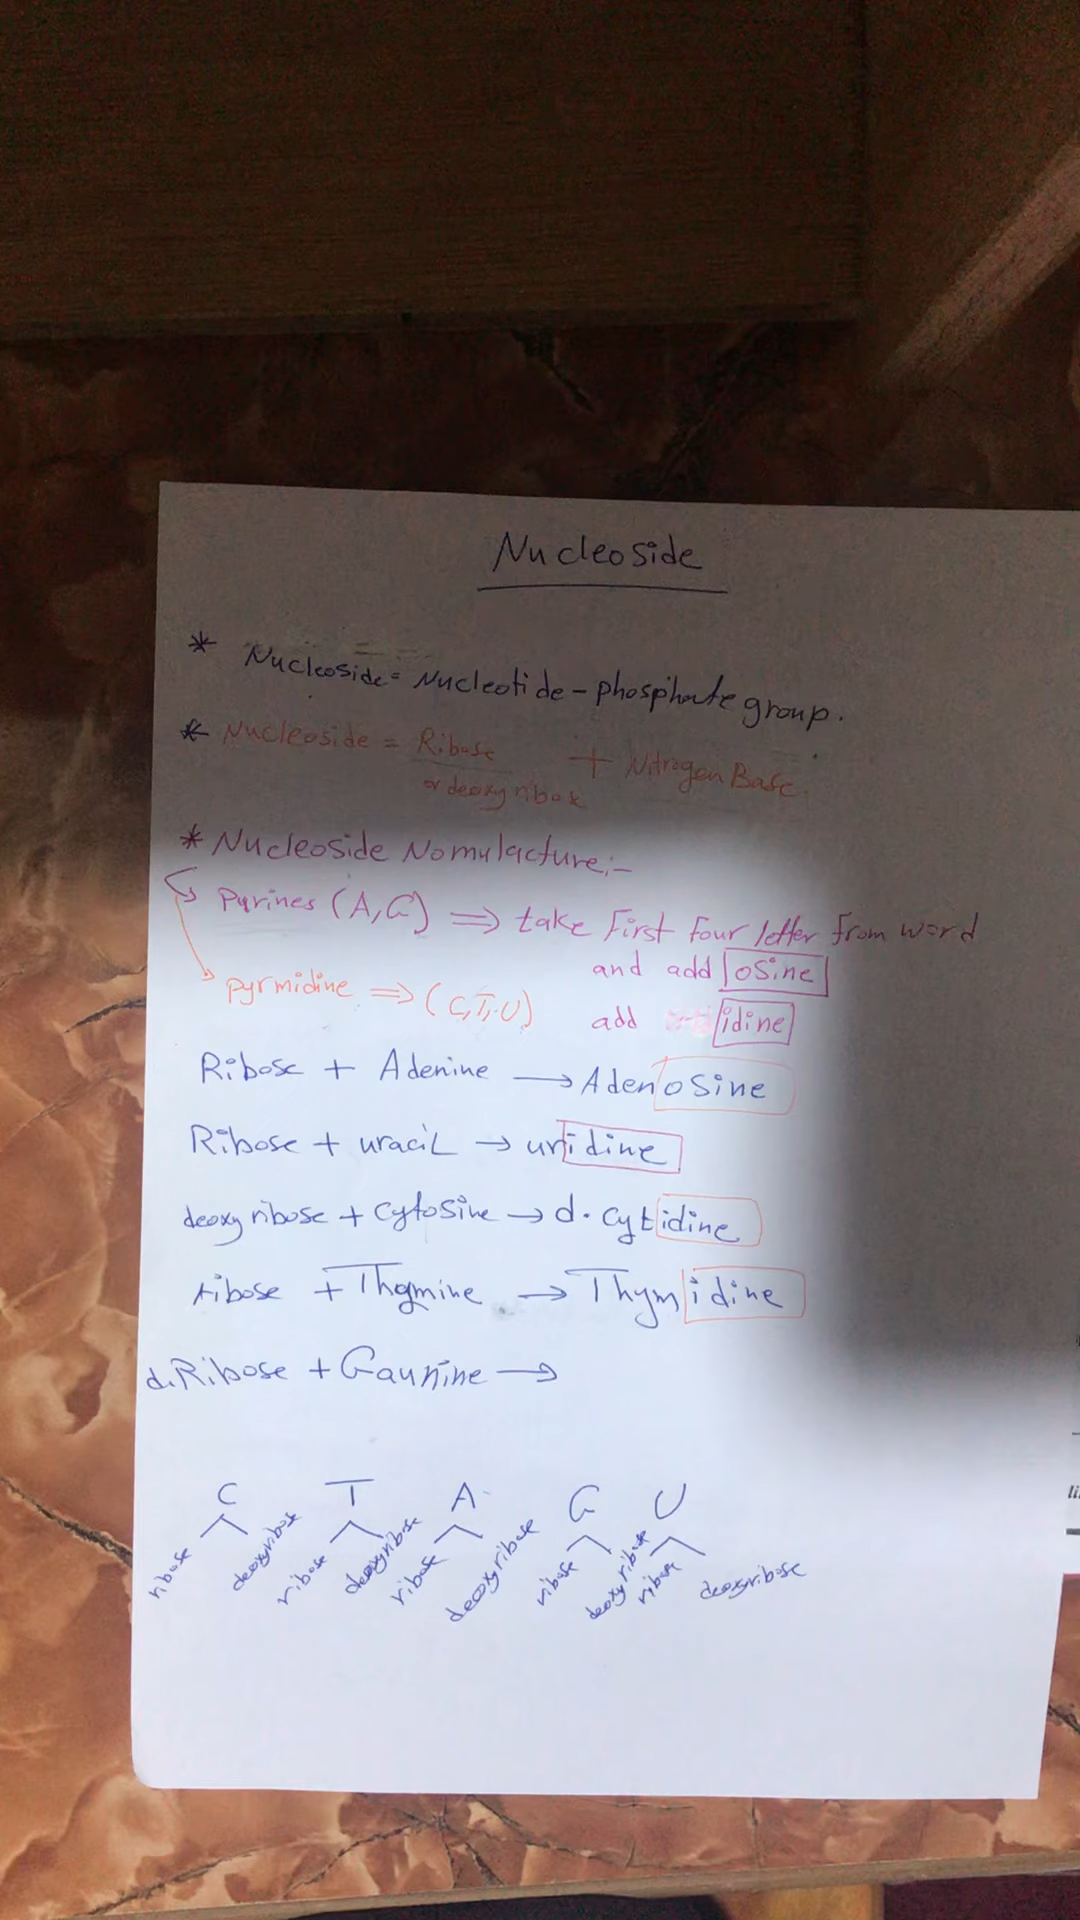 Nucleoside
* Nucleoside = Nucleotide - phosphate group.
* Nucleoside = Ribose + Nitrogen Base.
or deoxy ribose
* Nucleoside Nomulacture:-
Purines (A, G) ⇒ take First four letter from word
and add osine
pyrmidine ⇒ (C, T, U) add idine
Ribose + Adenine → Adenosine
Ribose + uraciL → uridine
deoxy ribose + cytosine → d. cytidine
ribose + Thymine → Thymidine
d. Ribose + Gaunine →
C T A G U
ribose deoxyribose ribose deoxyribose ribose deoxyribose ribose deoxyribose ribose deoxyribose
li